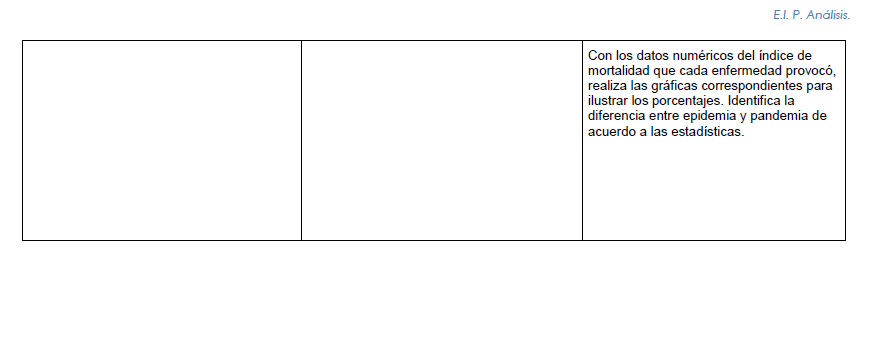 E.I. P. Análisis.
Con los datos numéricos del índice de
mortalidad que cada enfermedad provocó,
realiza las gráficas correspondientes para
ilustrar los porcentajes. Identifica la
diferencia entre epidemia y pandemia de
acuerdo a las estadísticas.